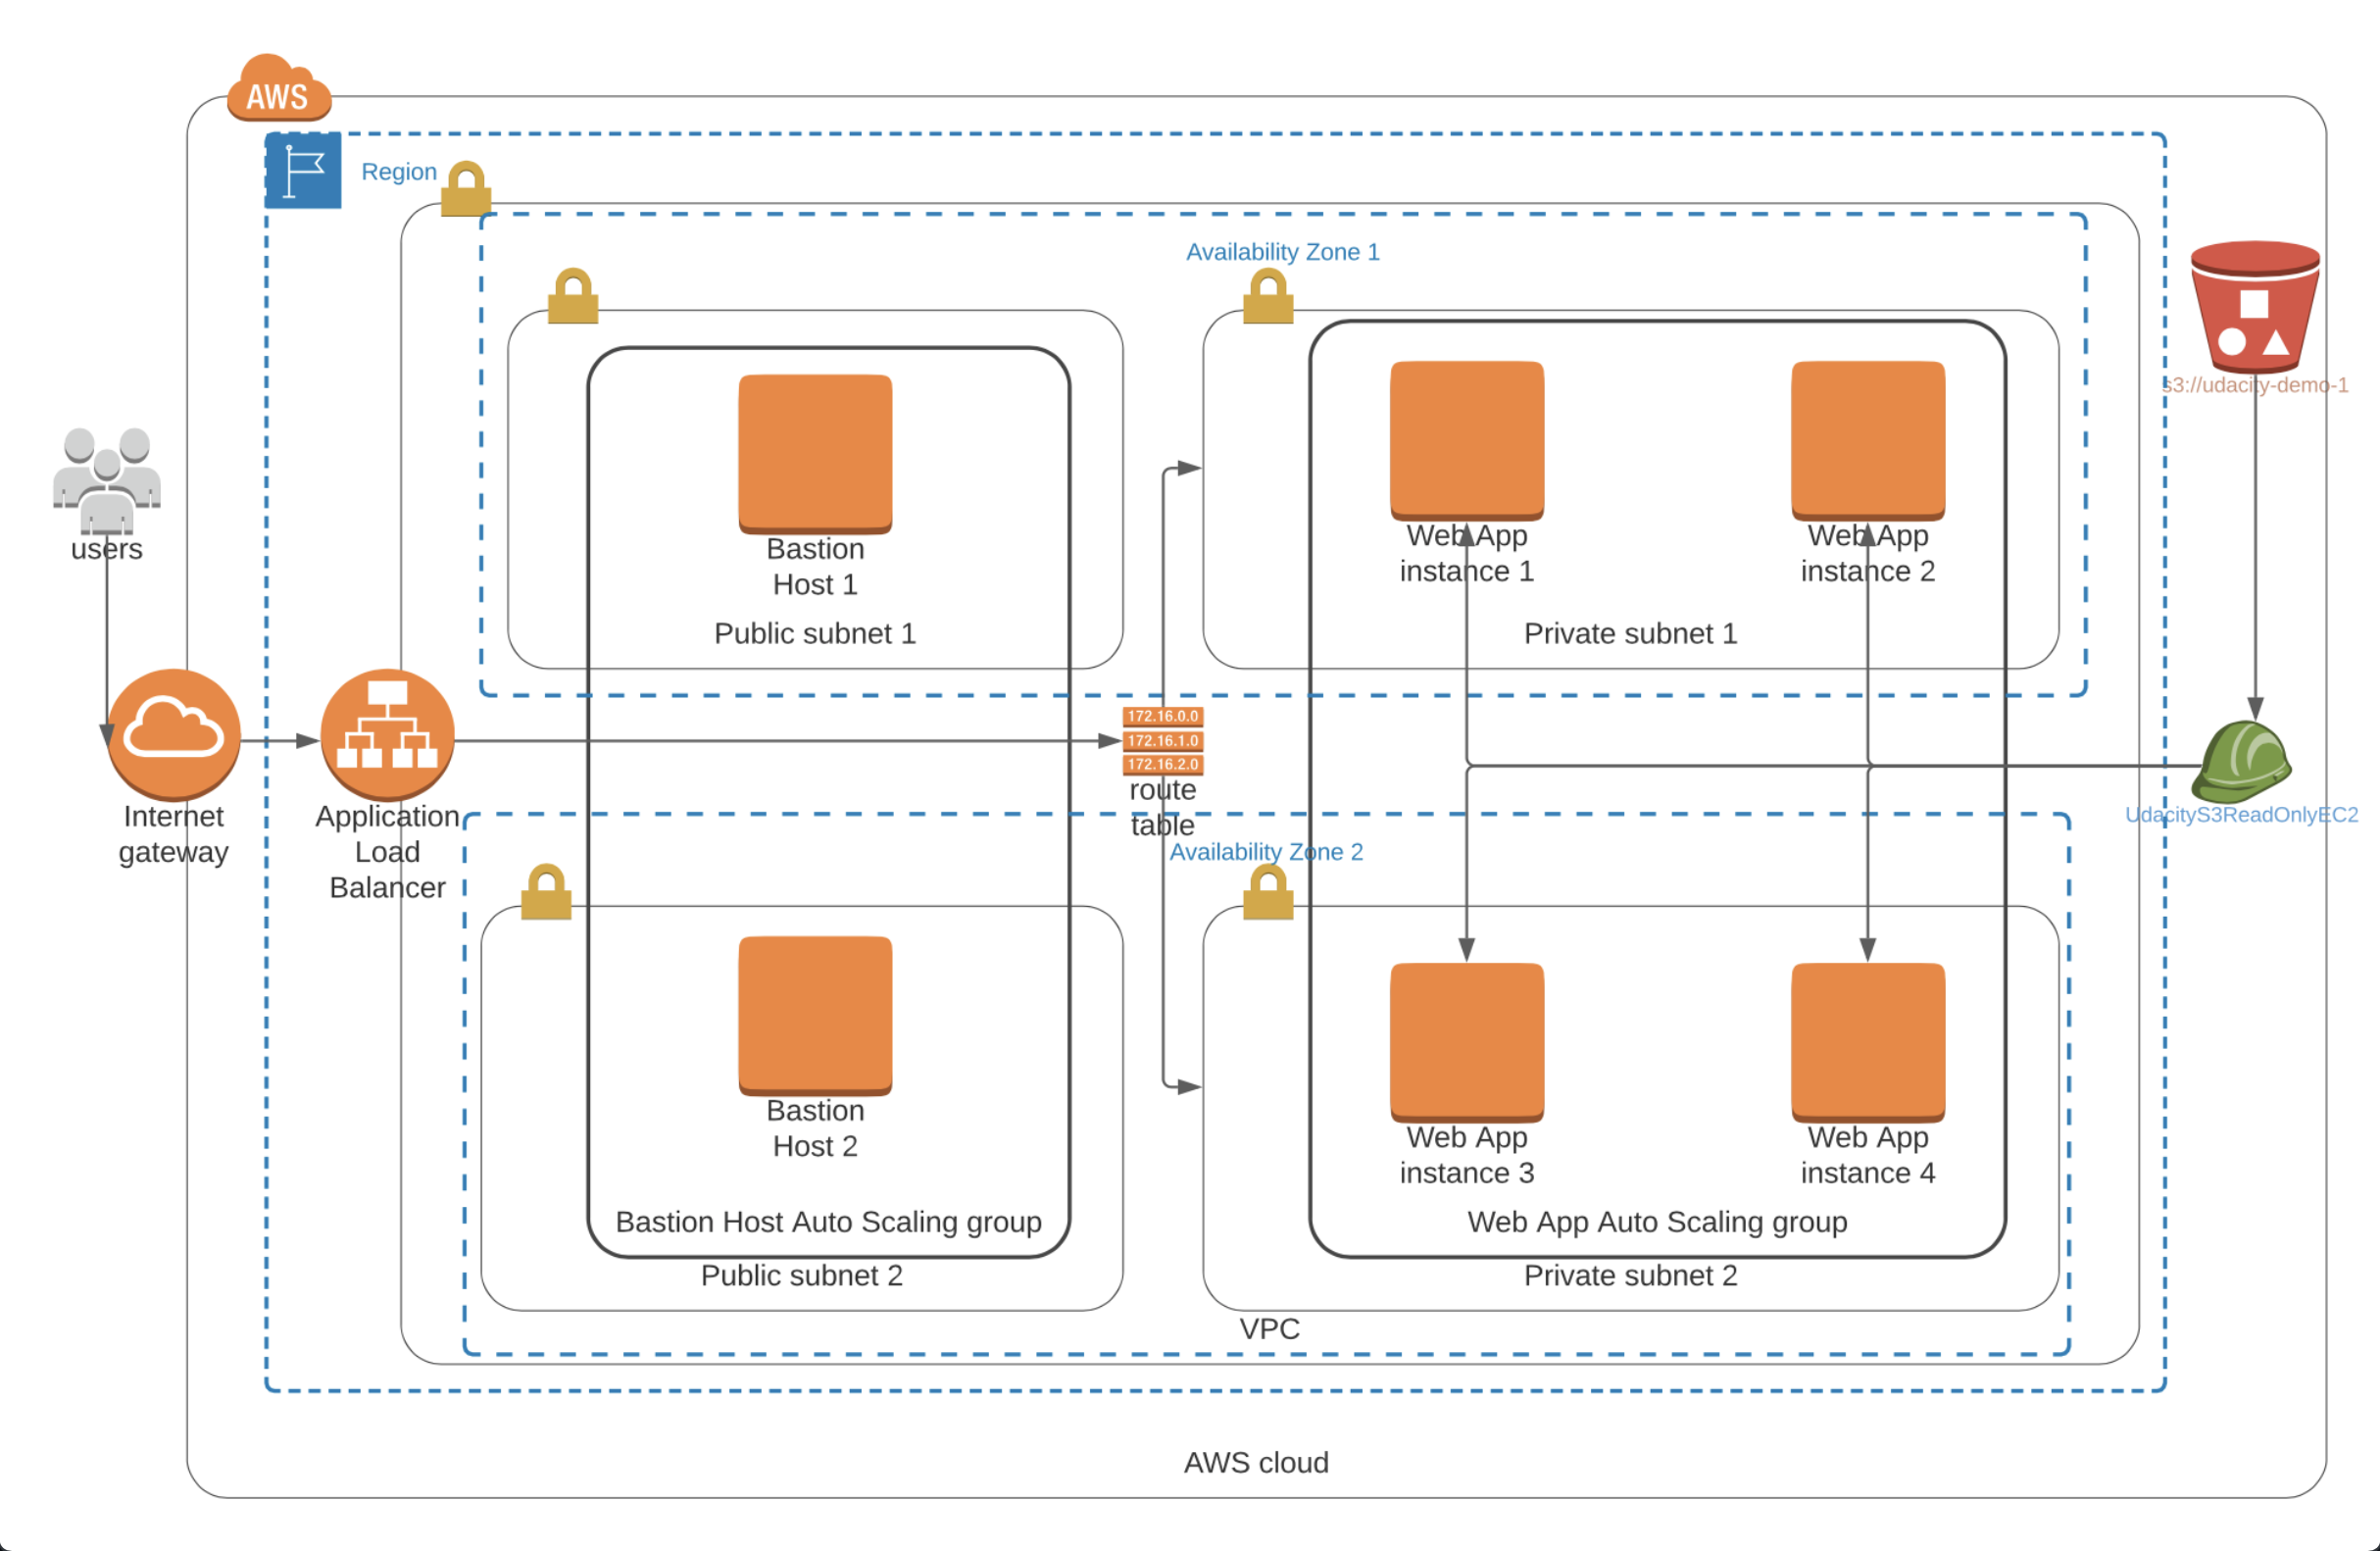 AWS
Region
Availability Zone 1
s3://udacity-demo-1
users
Bastion
Host 1
Public subnet 1
Web App
instance 1
Web App
instance 2
Private subnet 1
172.16.0.0
172.16.1.0
172.16.2.0
route
table
Internet
gateway
Application
Load
Balancer
UdacityS3ReadOnlyEC2
Availability Zone 2
Bastion
Host 2
Bastion Host Auto Scaling group
Public subnet 2
Web App
instance 3
Web App
instance 4
Web App Auto Scaling group
Private subnet 2
VPC
AWS cloud